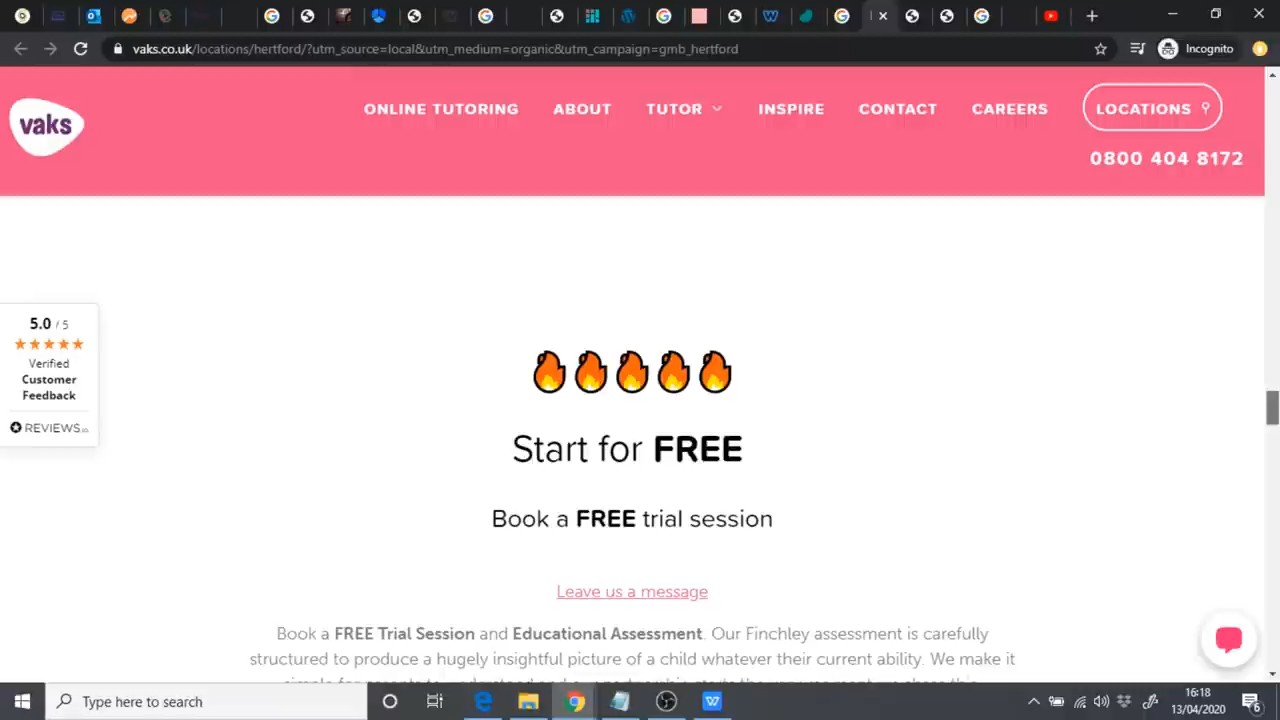 vaks.co.uk/locations/hertford/?utm_source=local&utm_medium=organic&utm_campaign=gmb_hertford
Incognito
vaks
ONLINE TUTORING ABOUT TUTOR INSPIRE CONTACT CAREERS LOCATIONS
0800 404 8172
5.0 / 5
Verified
Customer
Feedback
REVIEWS.io
Start for FREE
Book a FREE trial session
Leave us a message
Book a FREE Trial Session and Educational Assessment. Our Finchley assessment is carefully
structured to produce a hugely insightful picture of a child whatever their current ability. We make it
Type here to search
16:18
13/04/2020
6